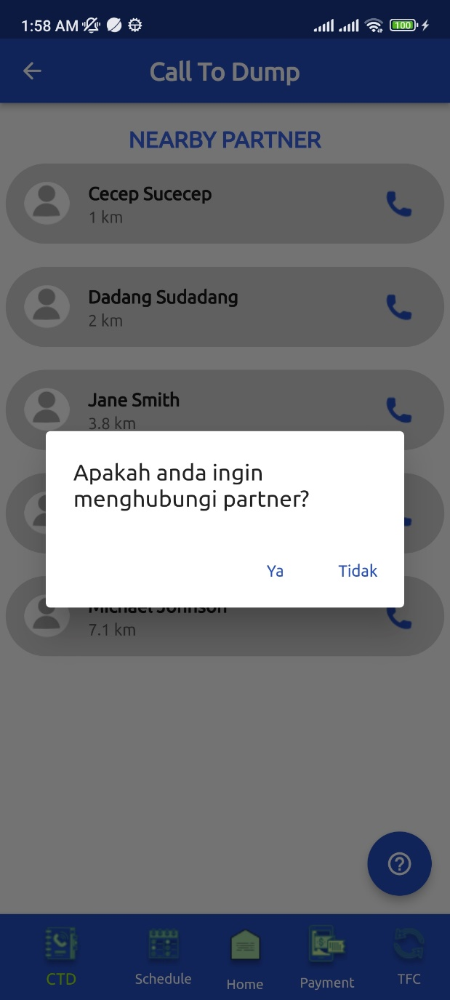 1:58 AM
100
Call To Dump
NEARBY PARTNER
Cecep Sucecep
1 km
Dadang Sudadang
2 km
Jane Smith
3.8 km
Apakah anda ingin
menghubungi partner?
Ya Tidak
Michael Johnson
7.1 km
CTD Schedule Home Payment TFC